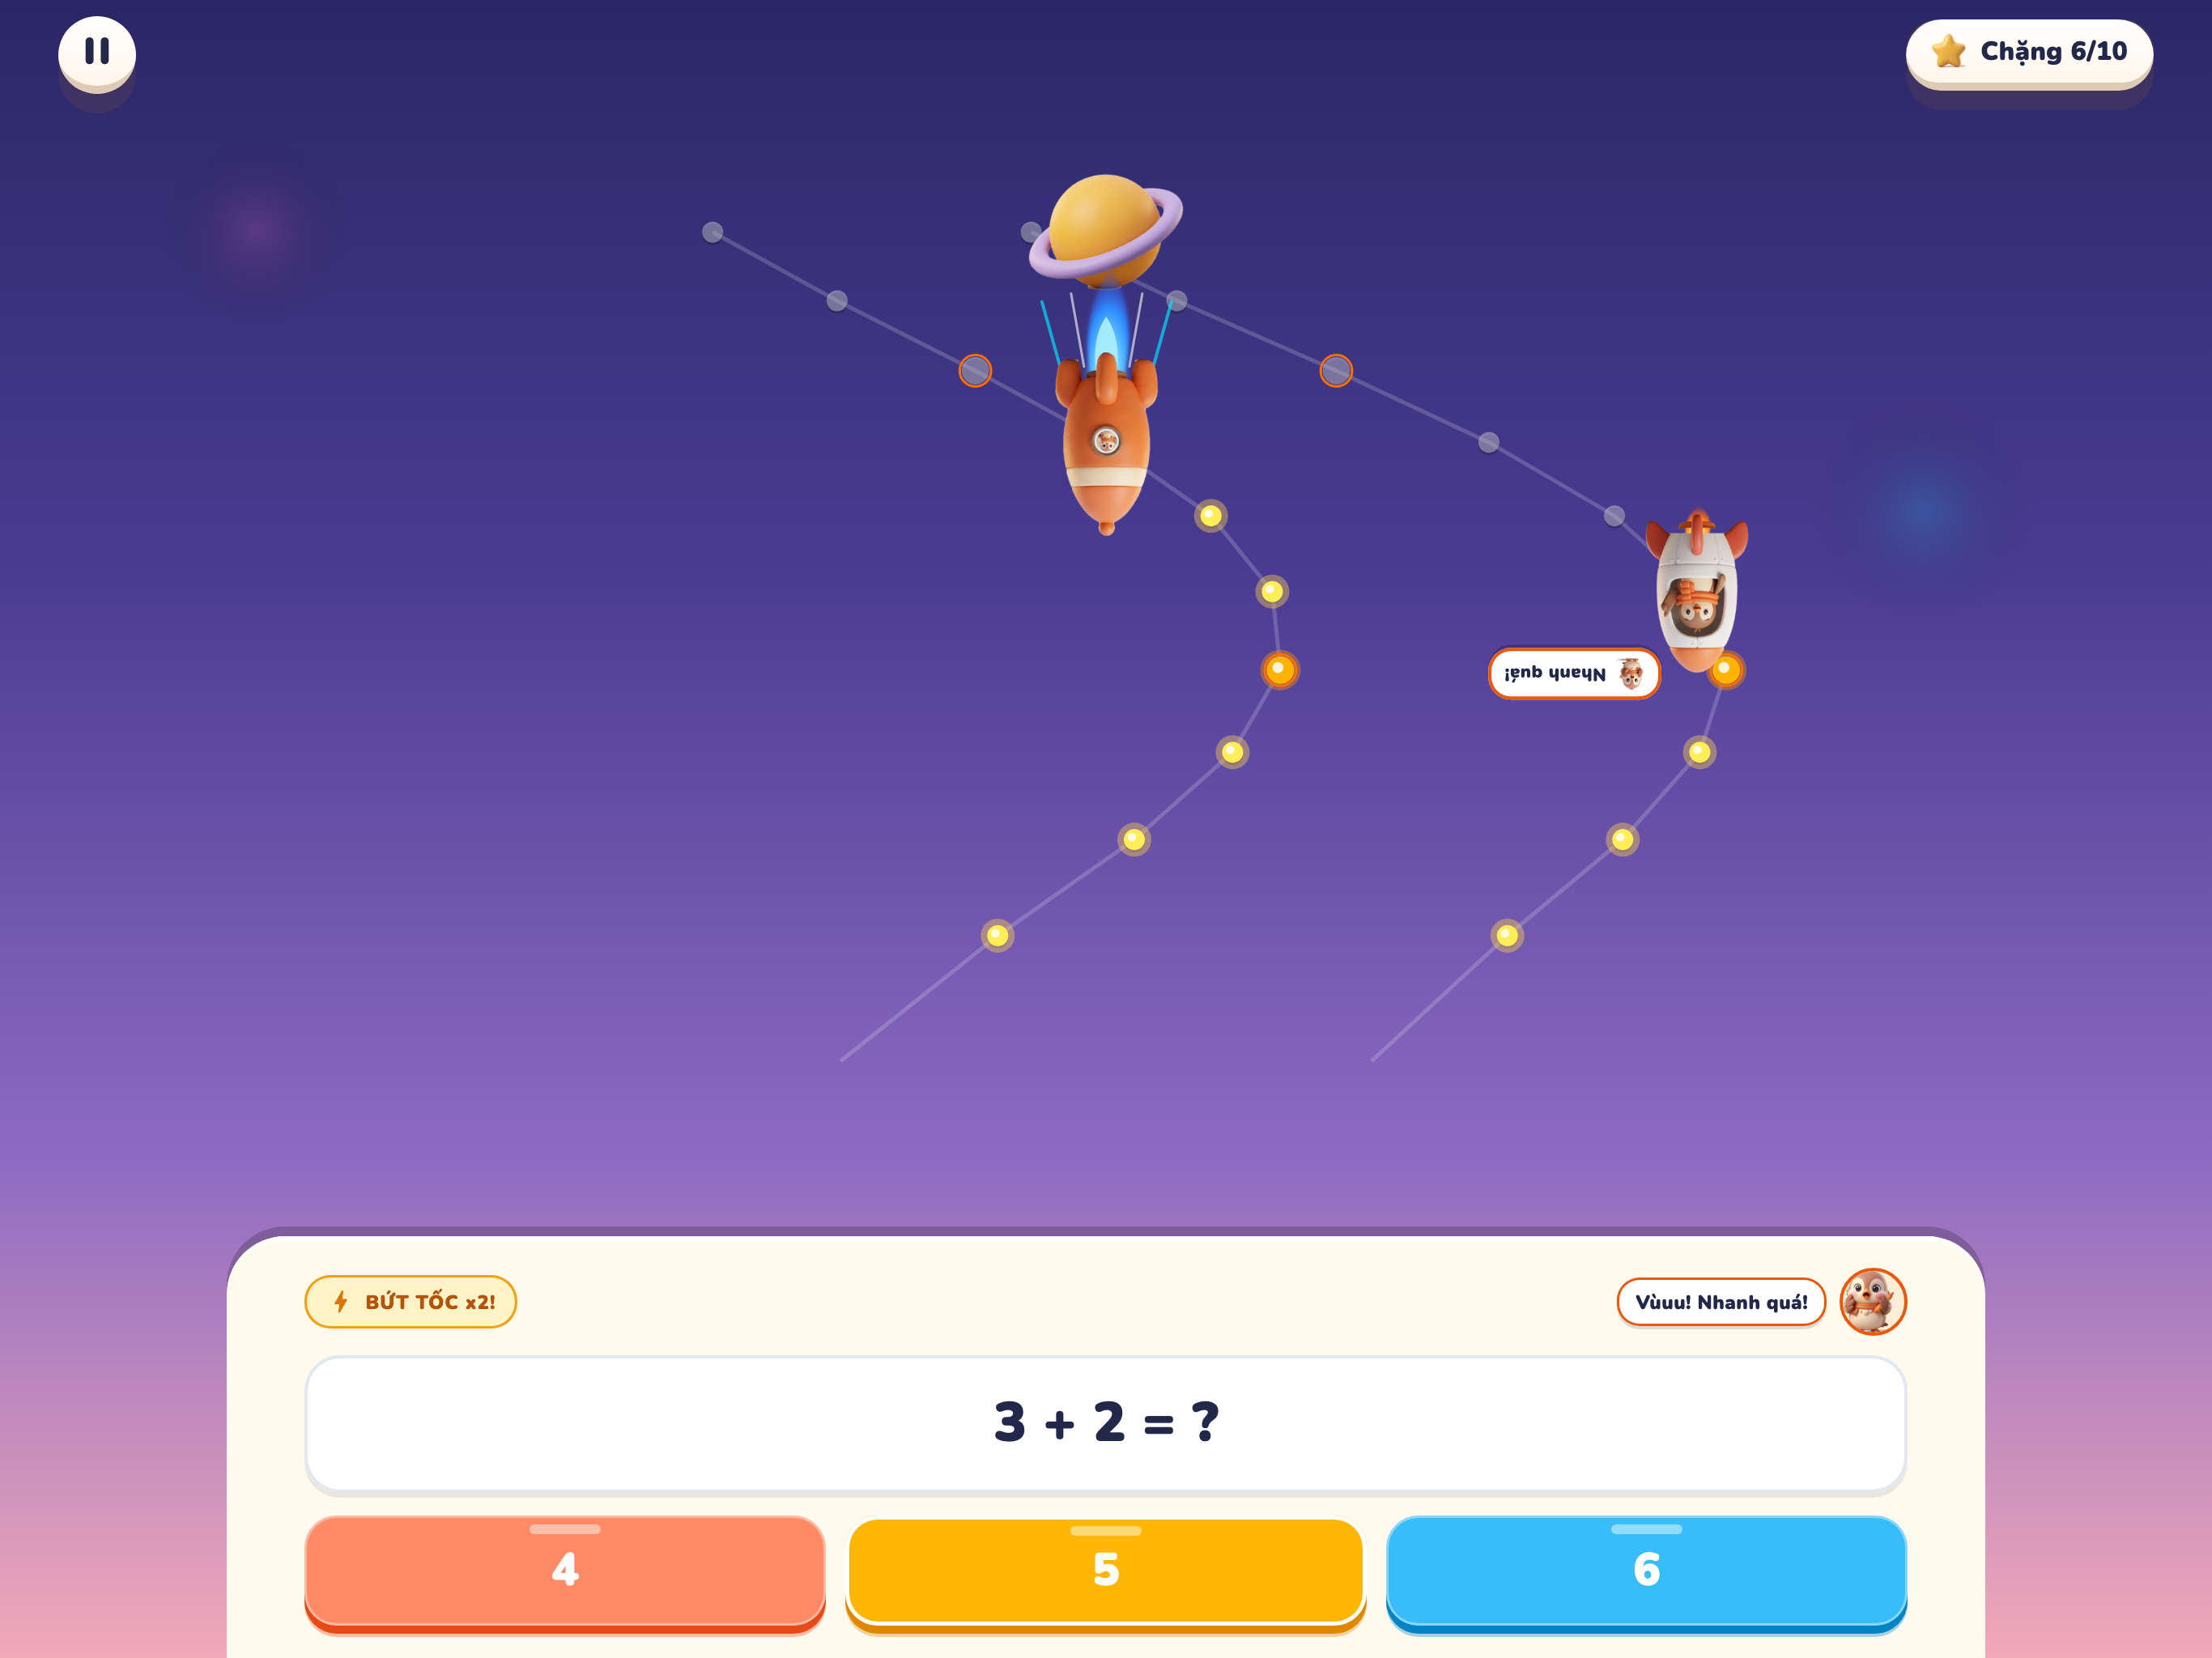 Chặng 6/10
Nhanh quá!
BỨT TỐC x2!
Vùuu! Nhanh quá!
3 + 2 = ?
4
5
6